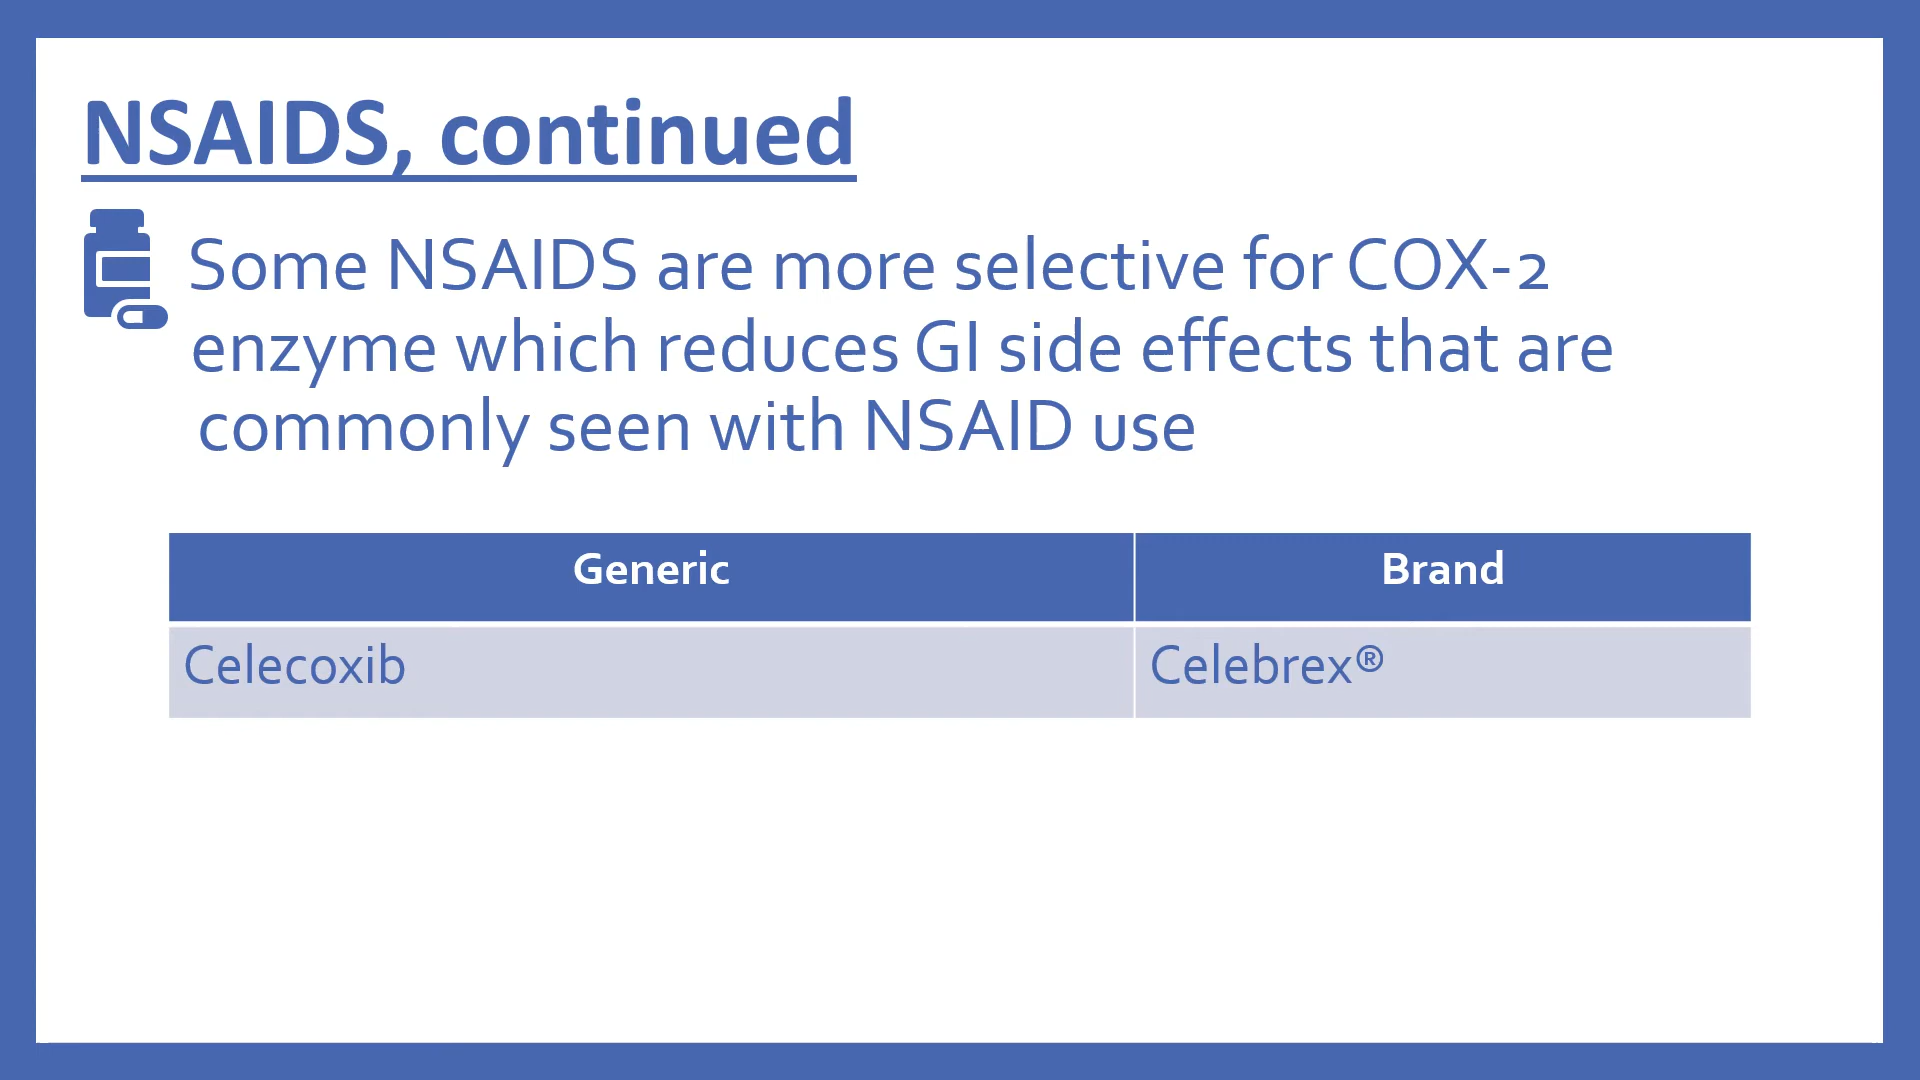 NSAIDS, continued
Some NSAIDS are more selective for COX-2
enzyme which reduces GI side effects that are
commonly seen with NSAID use
Generic Brand
Celecoxib Celebrex®